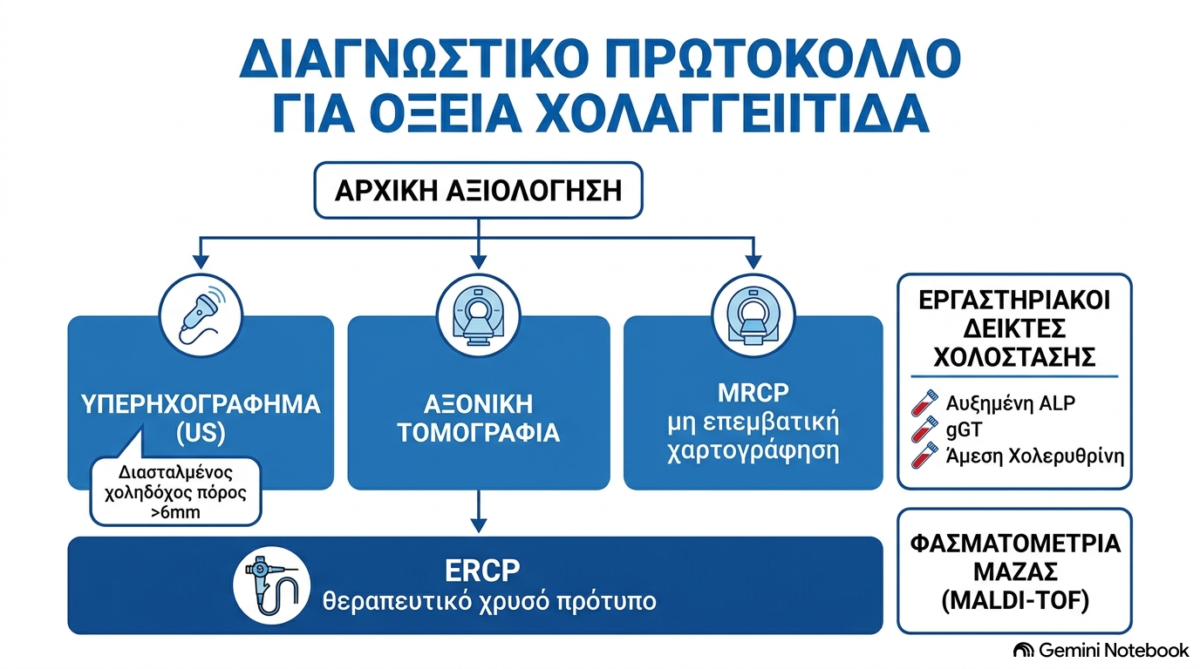 ΔΙΑΓΝΩΣΤΙΚΟ ΠΡΩΤΟΚΟΛΛΟ
ΓΙΑ ΟΞΕΙΑ ΧΟΛΑΓΓΕΙΙΤΙΔΑ
ΑΡΧΙΚΗ ΑΞΙΟΛΟΓΗΣΗ
ΥΠΕΡΗΧΟΓΡΑΦΗΜΑ
(US)
Διασταλμένος
χοληδόχος πόρος
>6mm
ΑΞΟΝΙΚΗ
ΤΟΜΟΓΡΑΦΙΑ
MRCP
μη επεμβατική
χαρτογράφηση
ERCP
θεραπευτικό χρυσό πρότυπο
ΕΡΓΑΣΤΗΡΙΑΚΟΙ
ΔΕΙΚΤΕΣ
ΧΟΛΟΣΤΑΣΗΣ
Αυξημένη ALP
gGT
Άμεση Χολερυθρίνη
ΦΑΣΜΑΤΟΜΕΤΡΙΑ
ΜΑΖΑΣ
(MALDI-TOF)
Gemini Notebook